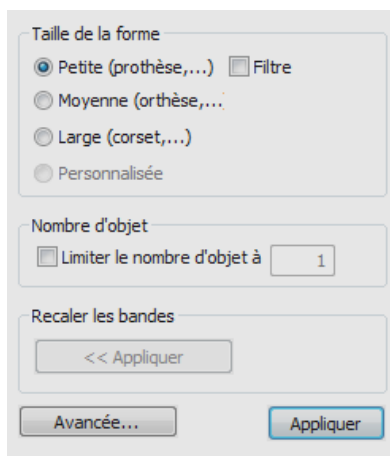 Taille de la forme
Petite (prothèse,...) Filtre
Moyenne (orthèse,...
Large (corset,...)
Personnalisée
Nombre d'objet
Limiter le nombre d'objet à 1
Recaler les bandes
<< Appliquer
Avancée... Appliquer